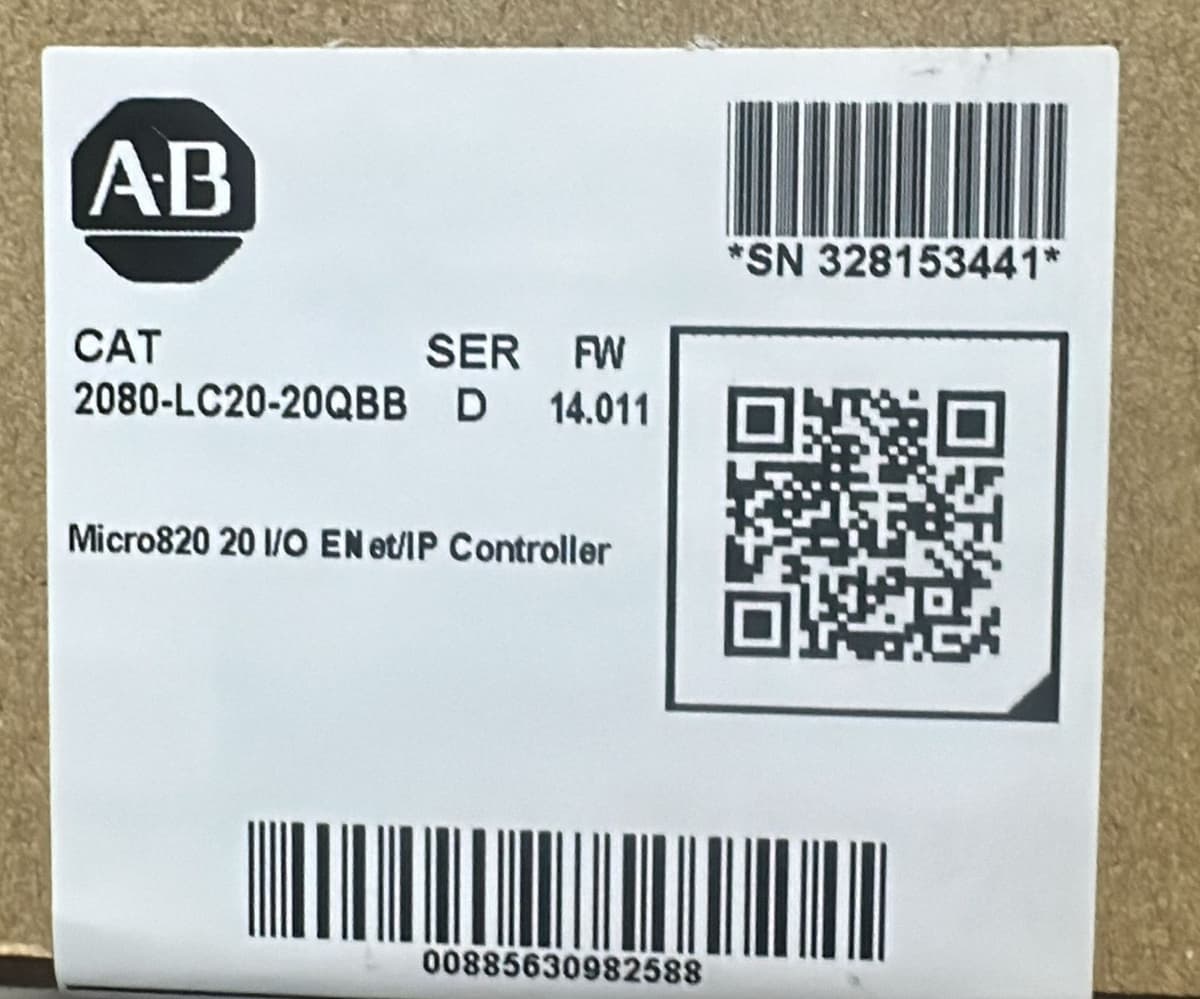 A·B
*SN 328153441*
CAT SER FW
2080-LC20-20QBB D 14.011
Micro820 20 I/O ENet/IP Controller
00885630982588